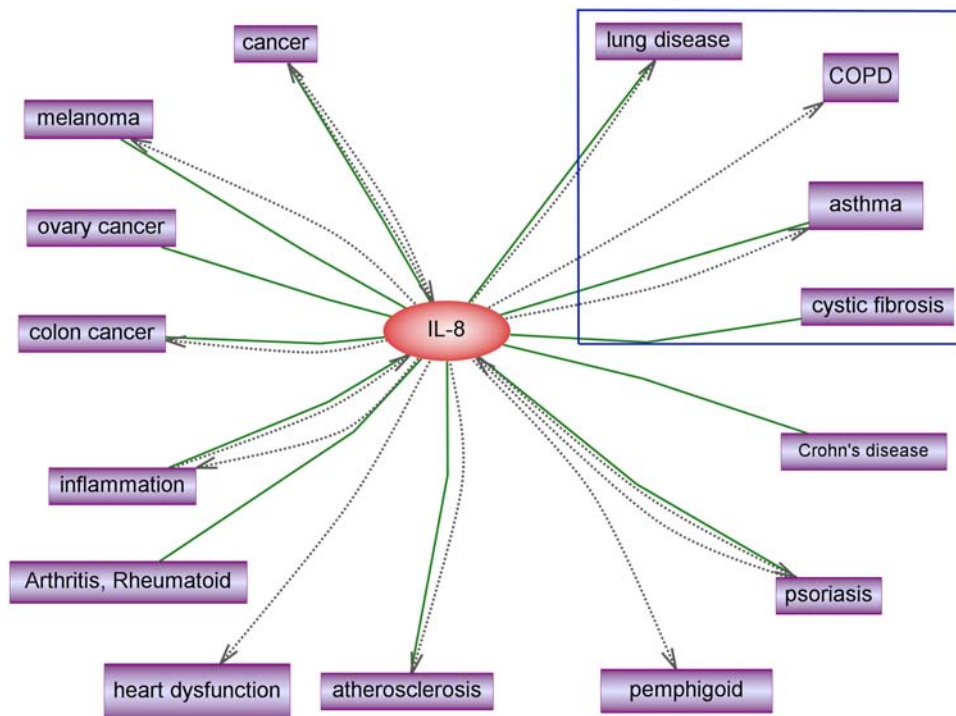 cancer
lung disease
COPD
melanoma
asthma
ovary cancer
cystic fibrosis
colon cancer
IL-8
Crohn's disease
inflammation
Arthritis, Rheumatoid
psoriasis
heart dysfunction
atherosclerosis
pemphigoid